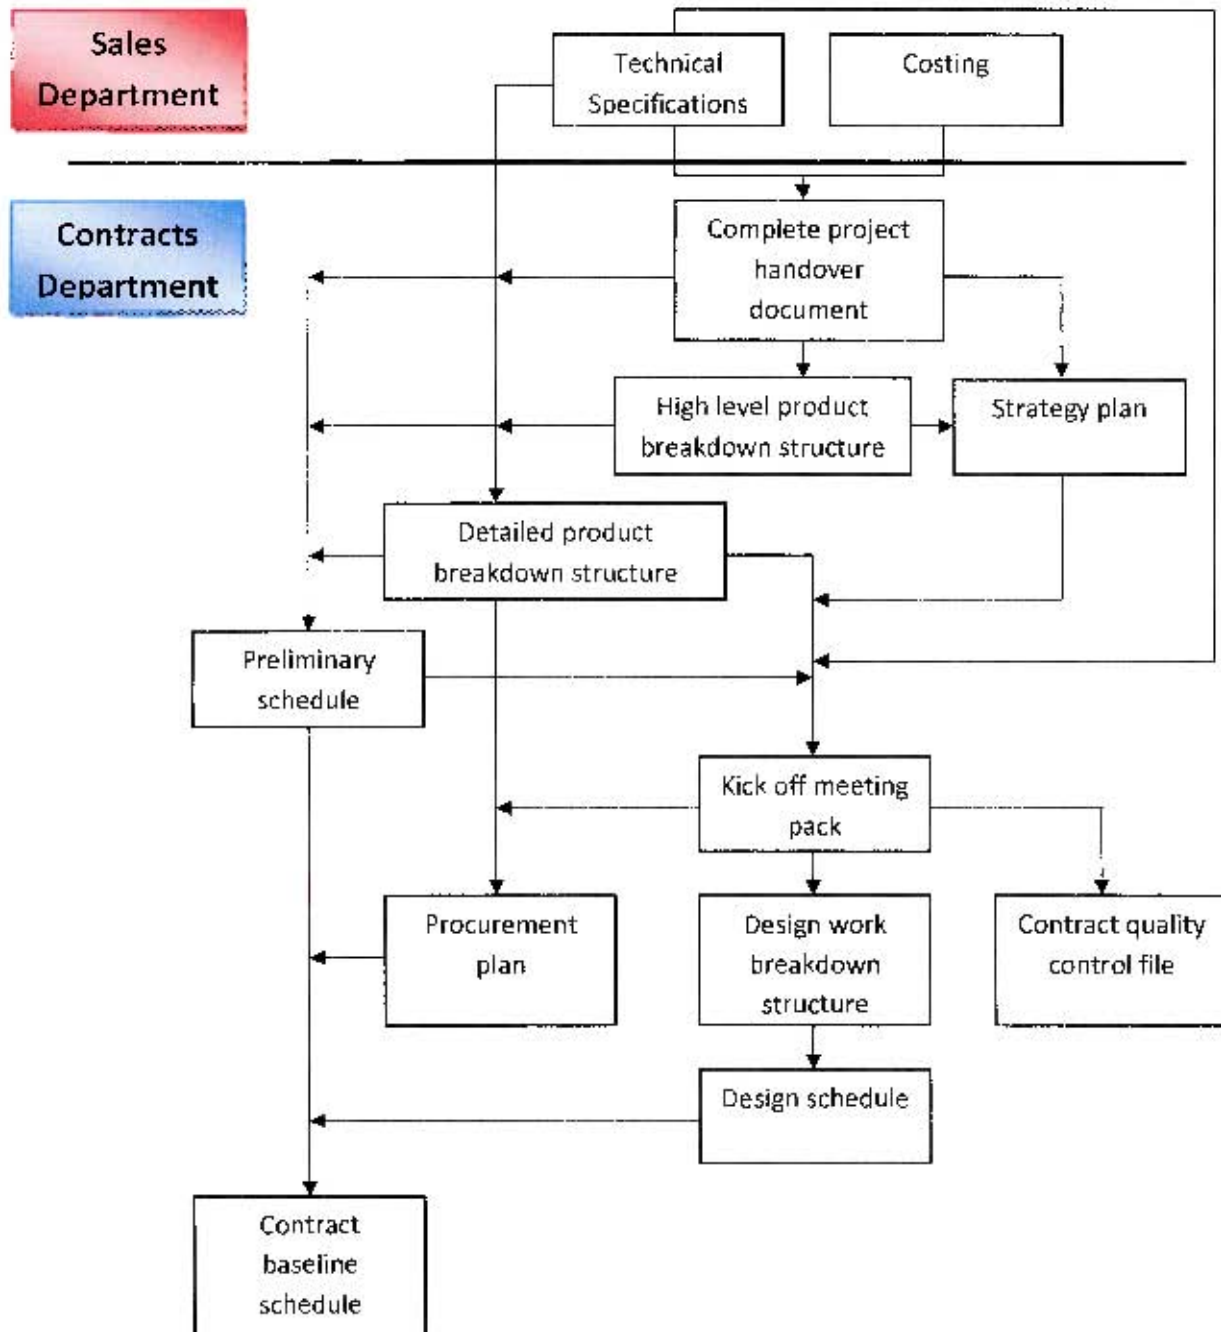 Sales
Department
Technical
Specifications
Costing
Contracts
Department
Complete project
handover
document
High level product
breakdown structure
Strategy plan
Detailed product
breakdown structure
Preliminary
schedule
Kick off meeting
pack
Procurement
plan
Design work
breakdown
structure
Contract quality
control file
Design schedule
Contract
baseline
schedule